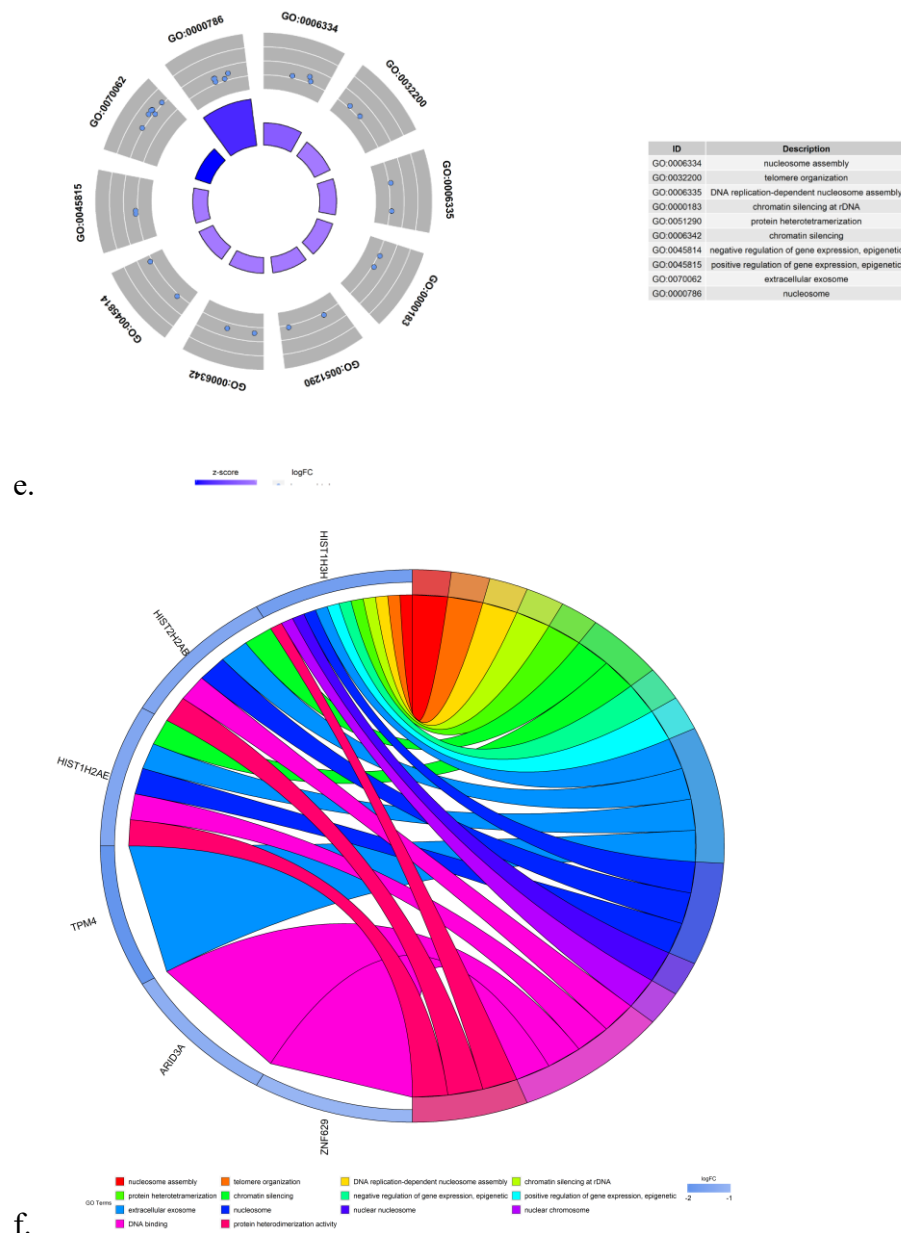 GO:0000786
GO:0006334
GO:0070062
GO:0032200
GO:0045815
GO:0006335
GO:0045814
GO:0000183
GO:0006342
GO:0051290
ID Description
GO:0006334 nucleosome assembly
GO:0032200 telomere organization
GO:0006335 DNA replication-dependent nucleosome assembly
GO:0000183 chromatin silencing at rDNA
GO:0051290 protein heterotetramerization
GO:0006342 chromatin silencing
GO:0045814 negative regulation of gene expression, epigenetic
GO:0045815 positive regulation of gene expression, epigenetic
GO:0070062 extracellular exosome
GO:0000786 nucleosome
z-score logFC
e.
HIST1H3H
HIST2H2AB
HIST1H2AE
TPM4
ARID3A
ZNF629
GO Terms
nucleosome assembly telomere organization DNA replication-dependent nucleosome assembly chromatin silencing at rDNA
protein heterotetramerization chromatin silencing negative regulation of gene expression, epigenetic positive regulation of gene expression, epigenetic
extracellular exosome nucleosome nuclear nucleosome nuclear chromosome
DNA binding protein heterodimerization activity
logFC
-2 -1
f.